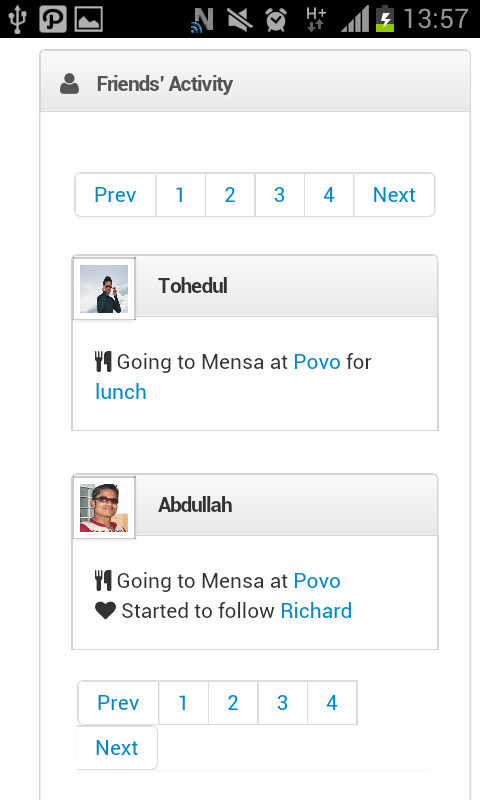 H+ 13:57
Friends' Activity
Prev 1 2 3 4 Next
Tohedul
Going to Mensa at Povo for
lunch
Abdullah
Going to Mensa at Povo
Started to follow Richard
Prev 1 2 3 4
Next